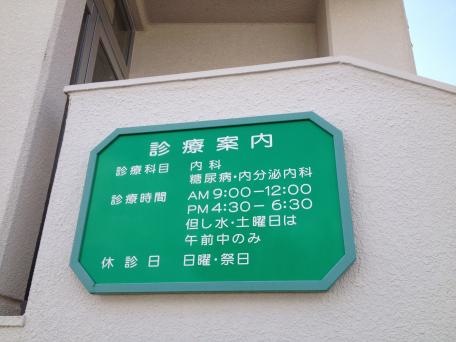 診療案内
診療科目 内科
糖尿病・内分泌内科
診療時間 AM 9:00－12:00
PM 4:30－ 6:30
但し水・土曜日は
午前中のみ
休診日 日曜・祭日